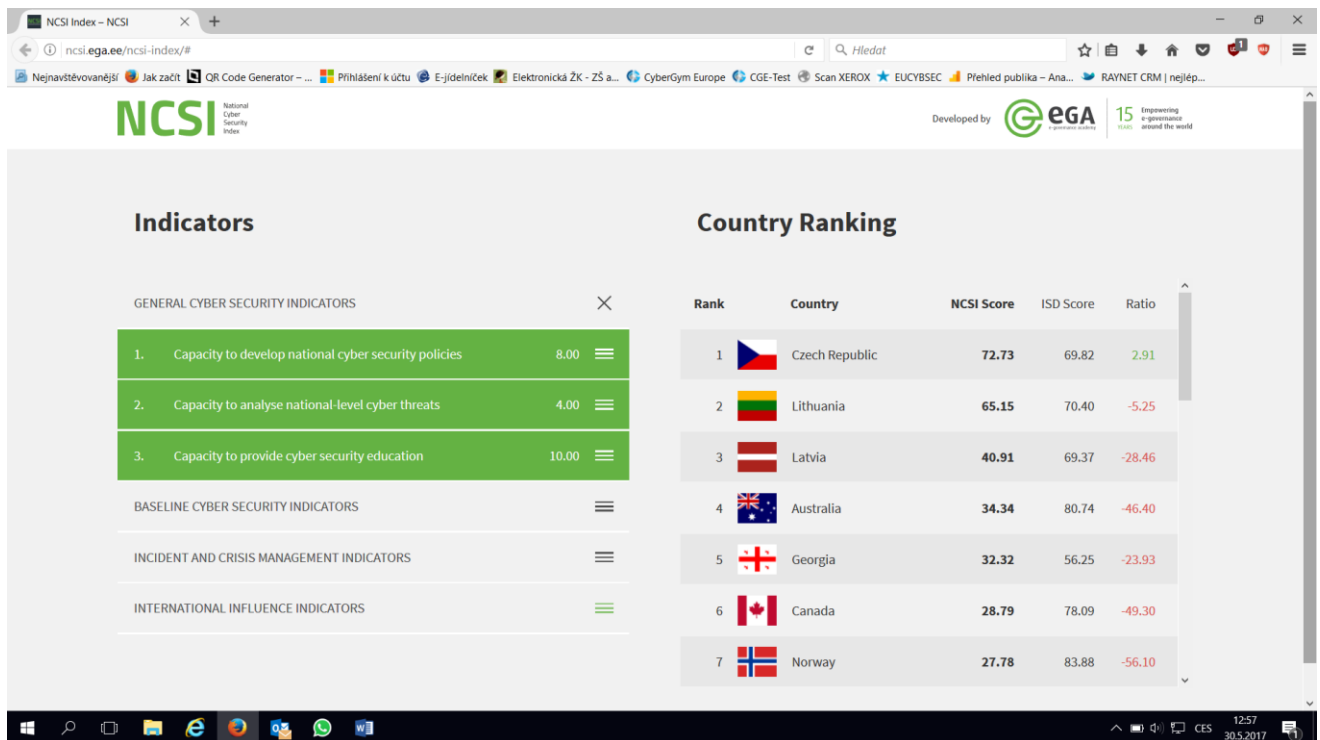 NCSI Index – NCSI
ncsi.ega.ee/ncsi-index/#
Hledat
1
Nejnavštěvovanější Jak začít QR Code Generator – ... Přihlášení k účtu E-jídelníček Elektronická ŽK - ZŠ a... CyberGym Europe CGE-Test Scan XEROX EUCYBSEC Přehled publika – Ana... RAYNET CRM | nejlép...
NCSI National Cyber Security Index
Developed by eGA e-governance academy 15 YEARS Empowering e-governance around the world
Indicators
GENERAL CYBER SECURITY INDICATORS
1. Capacity to develop national cyber security policies 8.00
2. Capacity to analyse national-level cyber threats 4.00
3. Capacity to provide cyber security education 10.00
BASELINE CYBER SECURITY INDICATORS
INCIDENT AND CRISIS MANAGEMENT INDICATORS
INTERNATIONAL INFLUENCE INDICATORS
Country Ranking
Rank Country NCSI Score ISD Score Ratio
1 Czech Republic 72.73 69.82 2.91
2 Lithuania 65.15 70.40 -5.25
3 Latvia 40.91 69.37 -28.46
4 Australia 34.34 80.74 -46.40
5 Georgia 32.32 56.25 -23.93
6 Canada 28.79 78.09 -49.30
7 Norway 27.78 83.88 -56.10
CES
12:57
30.5.2017